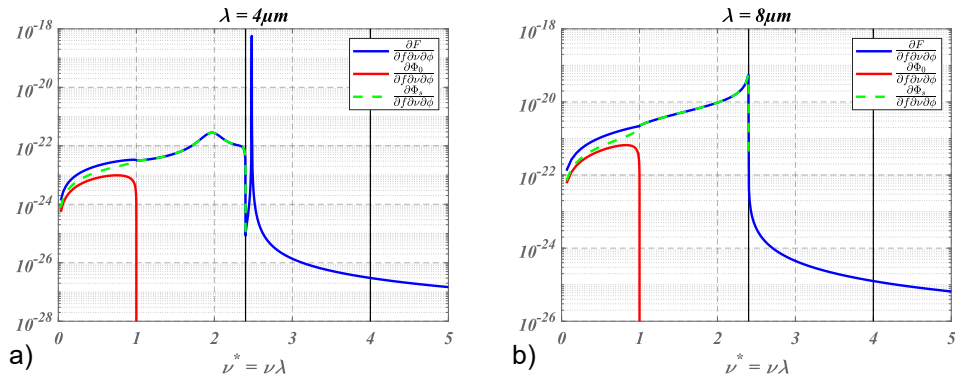 λ = 4μm
10^-18
10^-20
10^-22
10^-24
10^-26
10^-28
0 1 2 3 4 5
∂F/∂f∂ν∂ϕ
∂Φ₀/∂f∂ν∂ϕ
∂Φₛ/∂f∂ν∂ϕ
a)
ν* = νλ
λ = 8μm
10^-18
10^-20
10^-22
10^-24
10^-26
0 1 2 3 4 5
∂F/∂f∂ν∂ϕ
∂Φ₀/∂f∂ν∂ϕ
∂Φₛ/∂f∂ν∂ϕ
b)
ν* = νλ